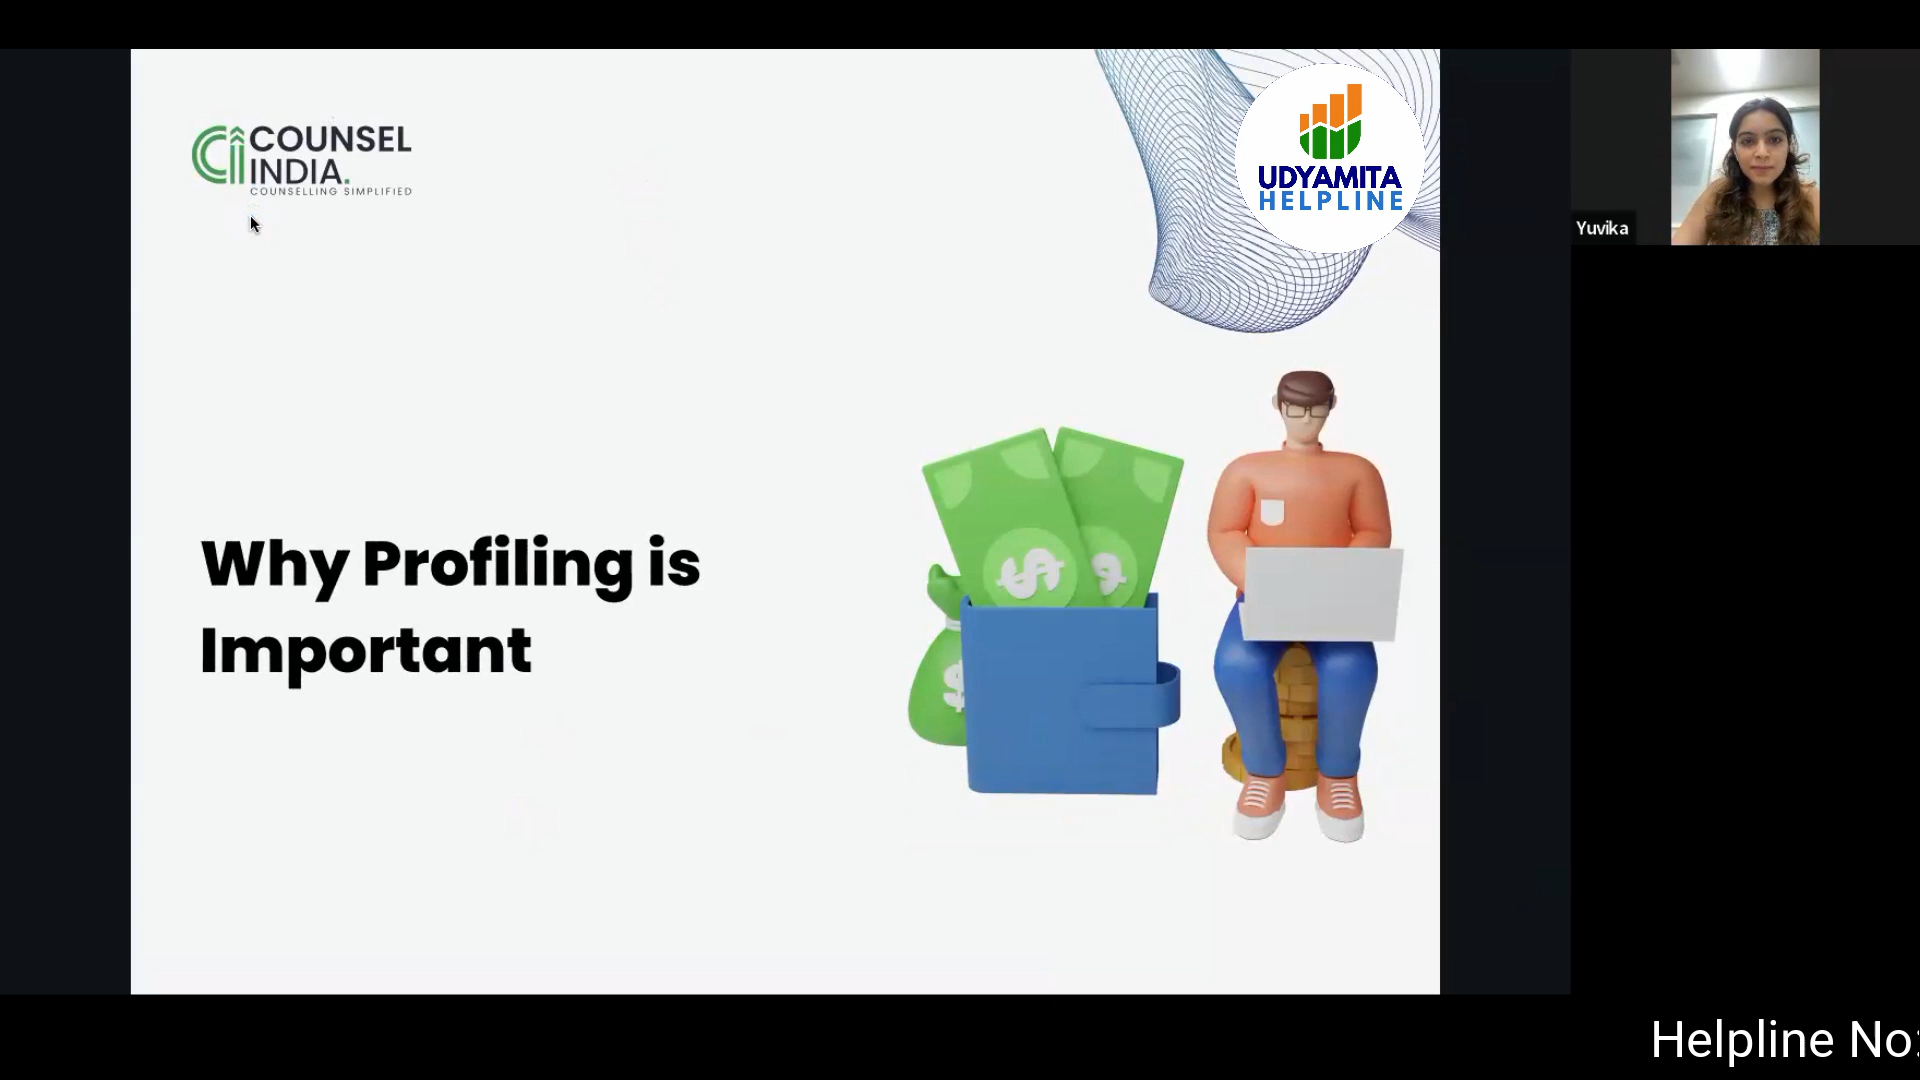 COUNSEL
INDIA.
COUNSELLING SIMPLIFIED
UDYAMITA
HELPLINE
Yuvika
Why Profiling is
Important
Helpline No: